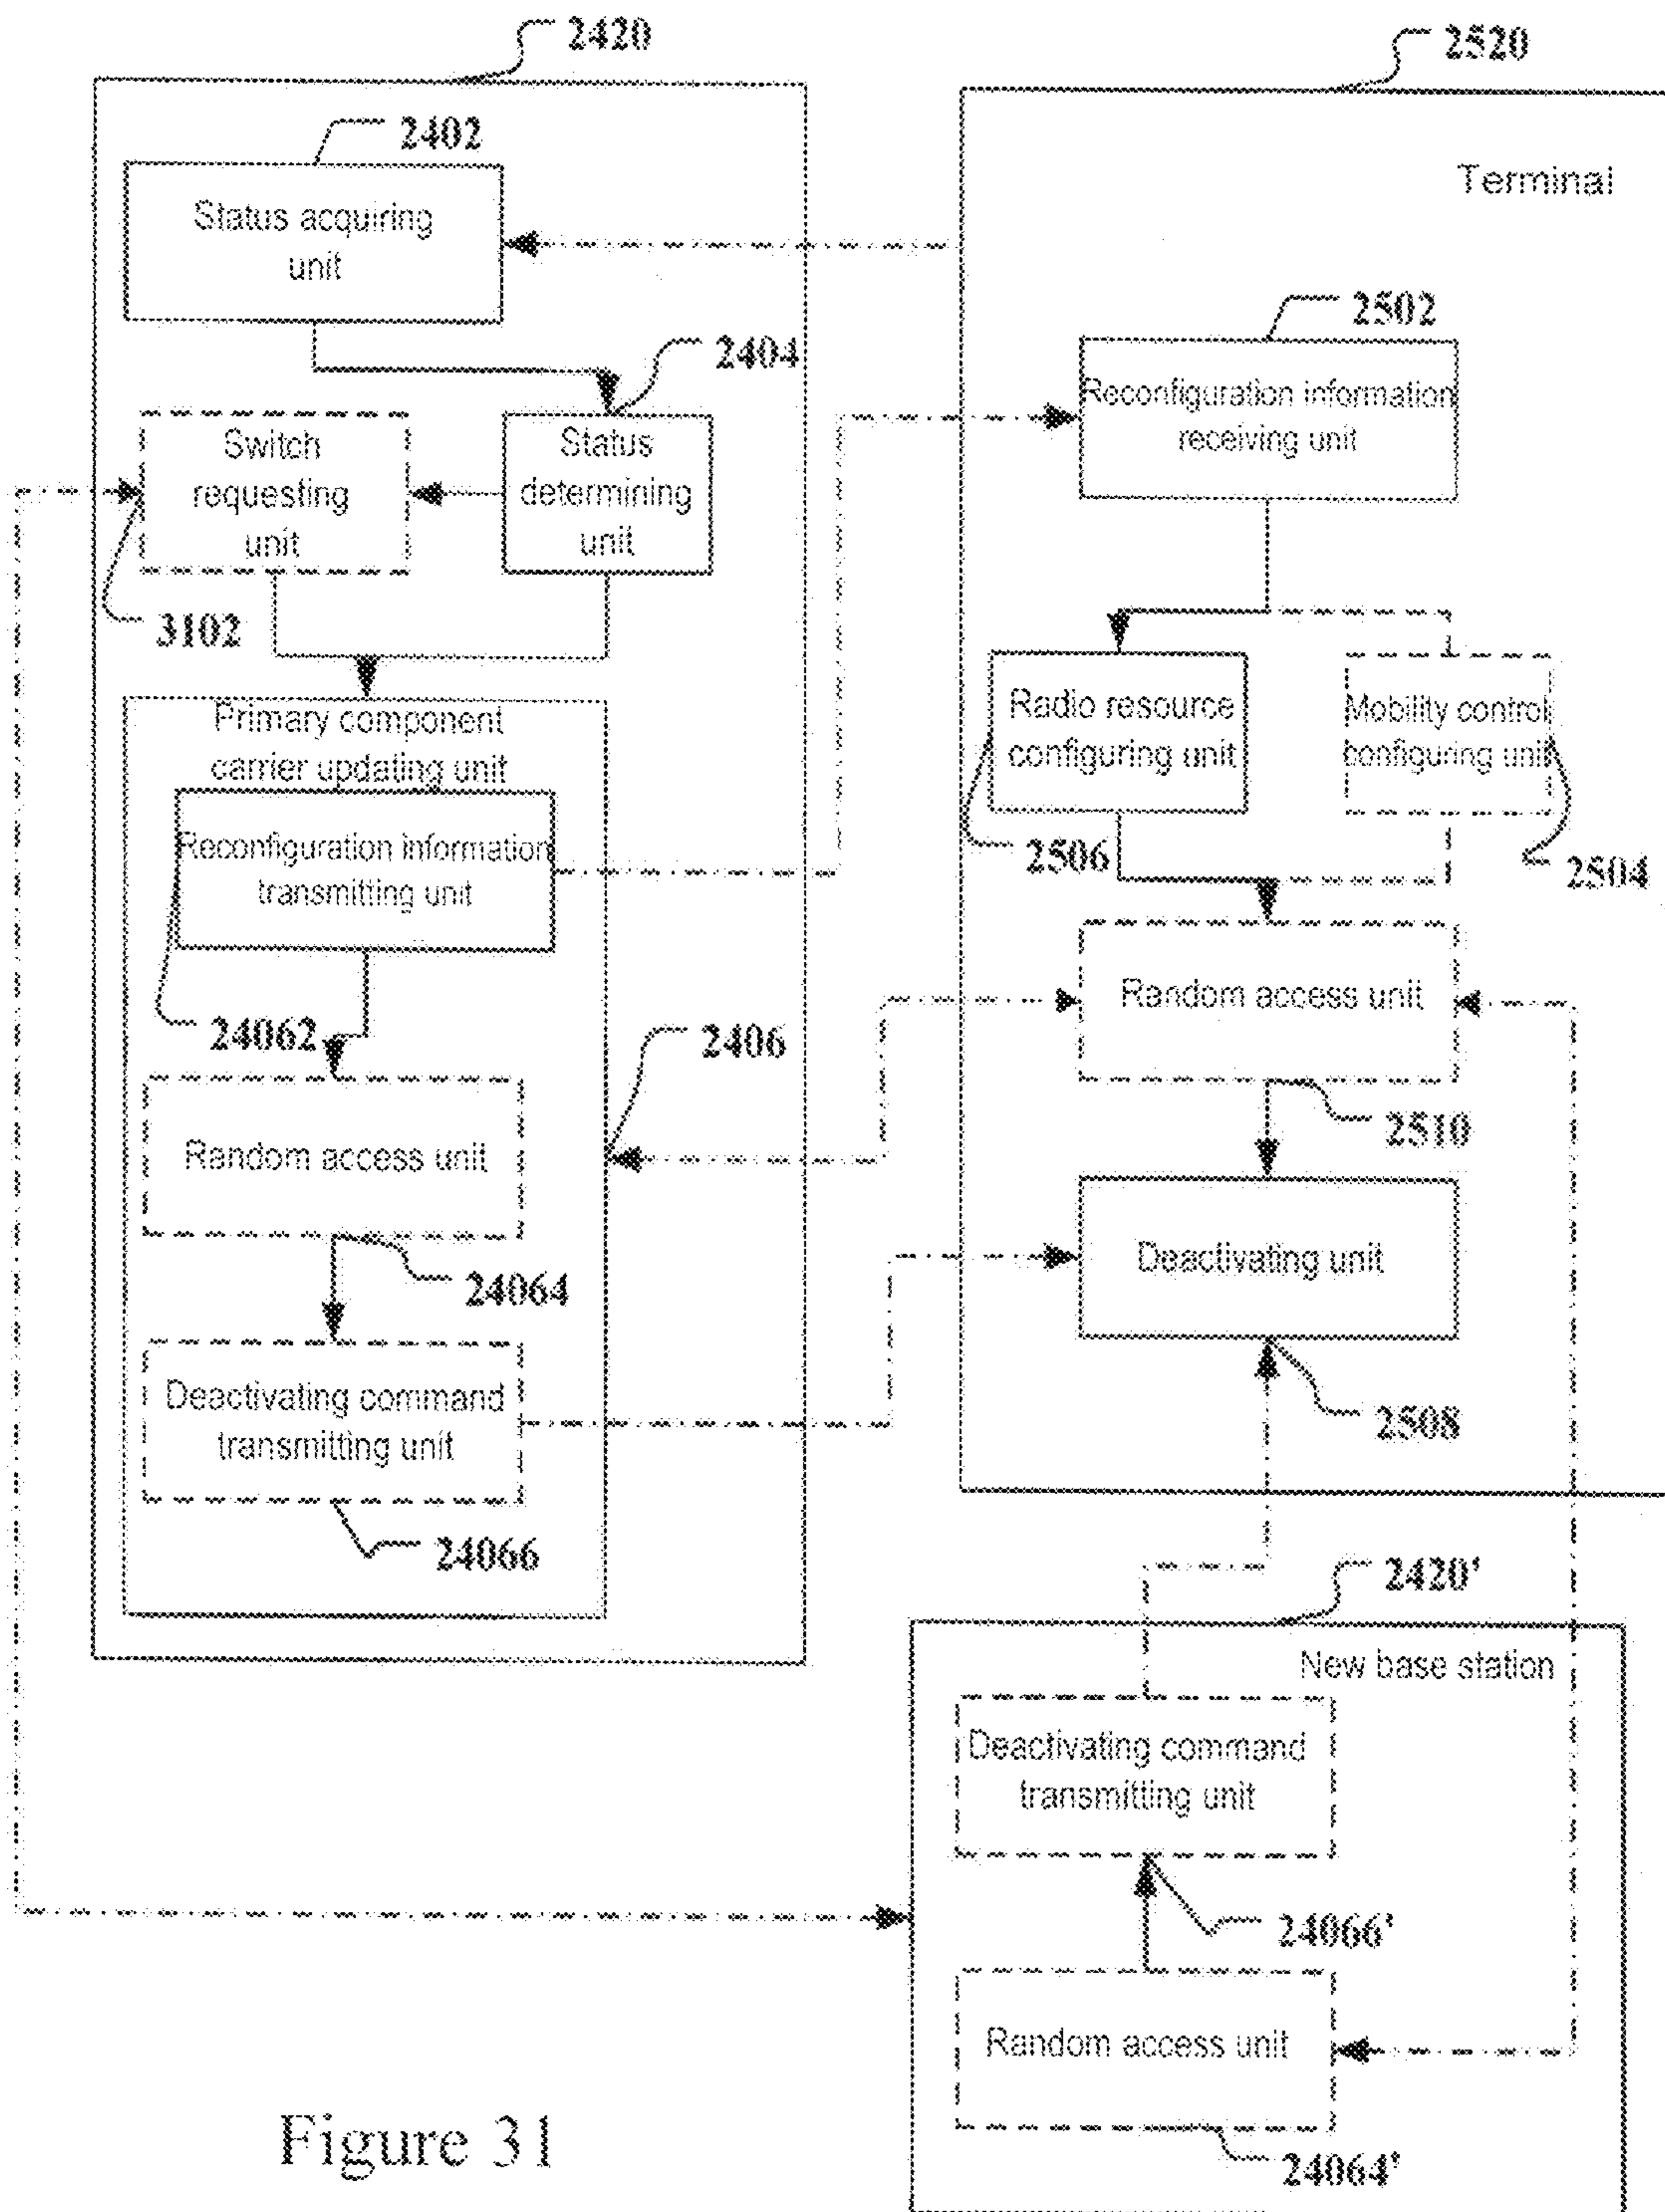 2420
2402
Status acquiring
unit
2404
Switch
requesting
unit
Status
determining
unit
3102
Primary component
carrier updating unit
Reconfiguration information
transmitting unit
24062
2406
Random access unit
24064
Deactivating command
transmitting unit
24066
2520
Terminal
2502
Reconfiguration information
receiving unit
Radio resource
configuring unit
Mobility control
configuring unit
2506
2504
Random access unit
2510
Deactivating unit
2508
2420'
New base station
Deactivating command
transmitting unit
24066'
Random access unit
24064'
Figure 31